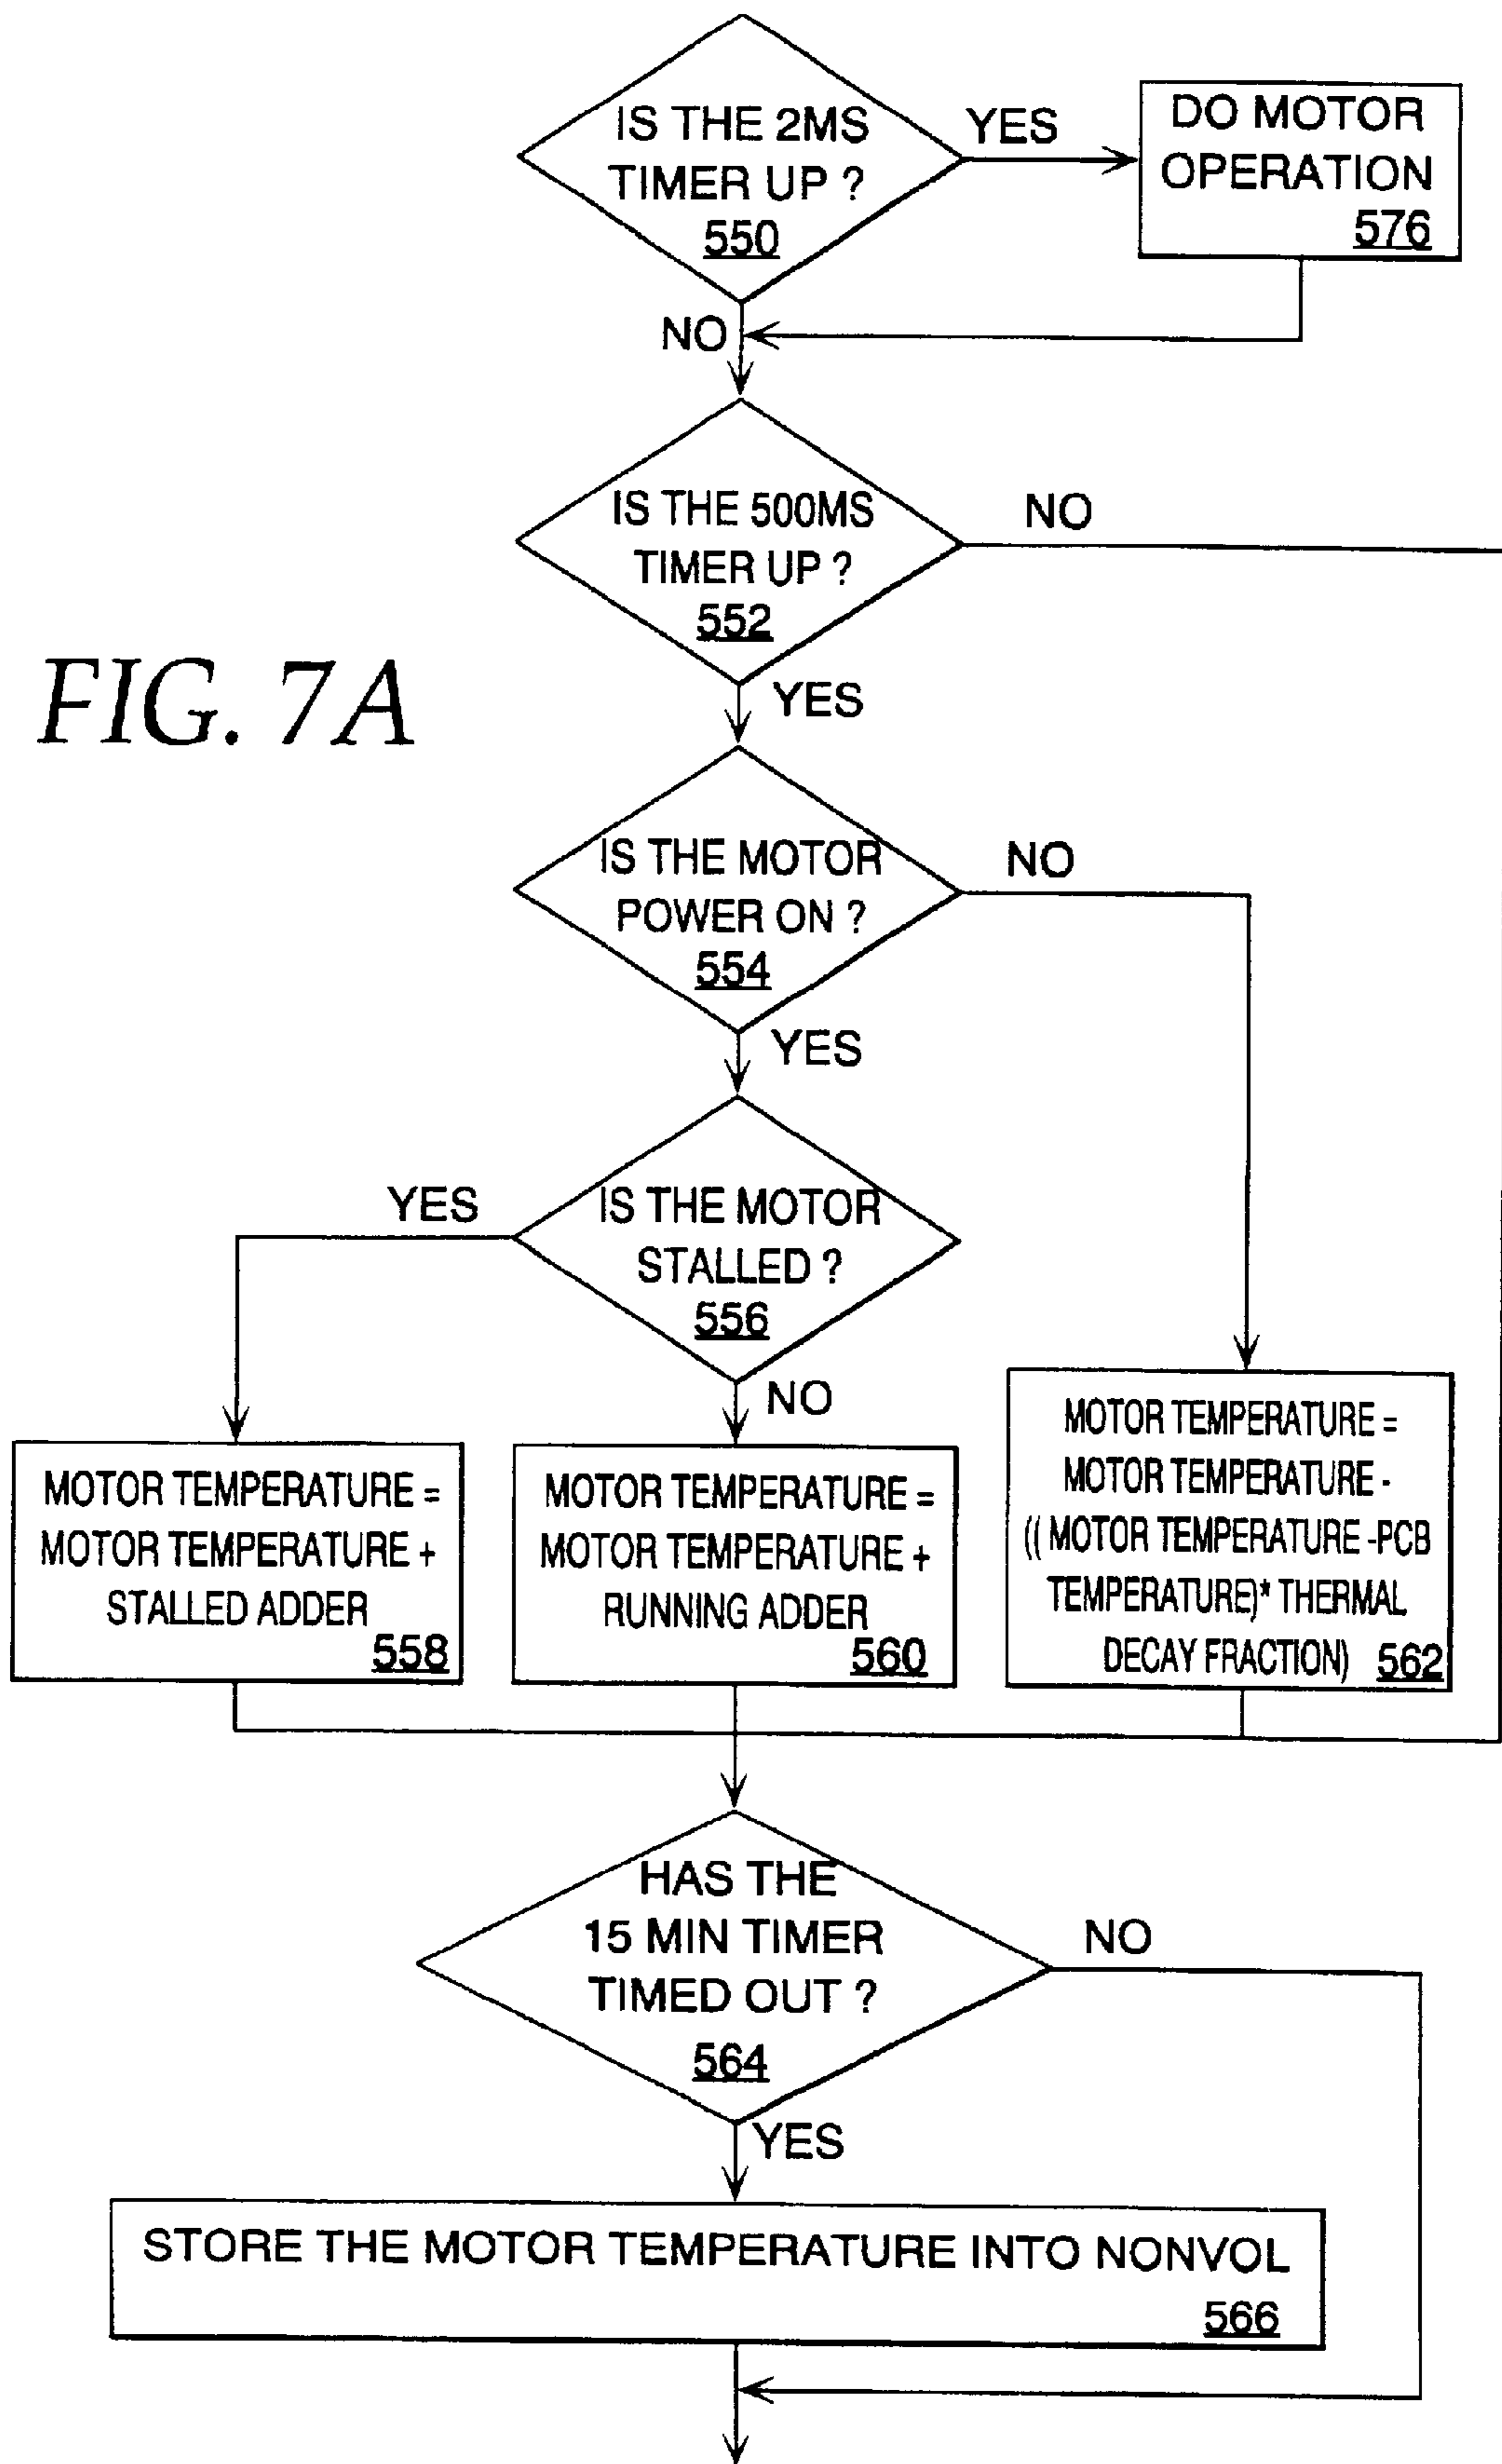 IS THE 2MS
TIMER UP ?
550
YES
DO MOTOR
OPERATION
576
NO
IS THE 500MS
TIMER UP ?
552
NO
FIG. 7A
YES
IS THE MOTOR
POWER ON ?
554
NO
YES
IS THE MOTOR
STALLED ?
556
YES
NO
MOTOR TEMPERATURE =
MOTOR TEMPERATURE +
STALLED ADDER
558
MOTOR TEMPERATURE =
MOTOR TEMPERATURE +
RUNNING ADDER
560
MOTOR TEMPERATURE =
MOTOR TEMPERATURE -
(( MOTOR TEMPERATURE -PCB
TEMPERATURE)* THERMAL
DECAY FRACTION)
562
HAS THE
15 MIN TIMER
TIMED OUT ?
564
NO
YES
STORE THE MOTOR TEMPERATURE INTO NONVOL
566